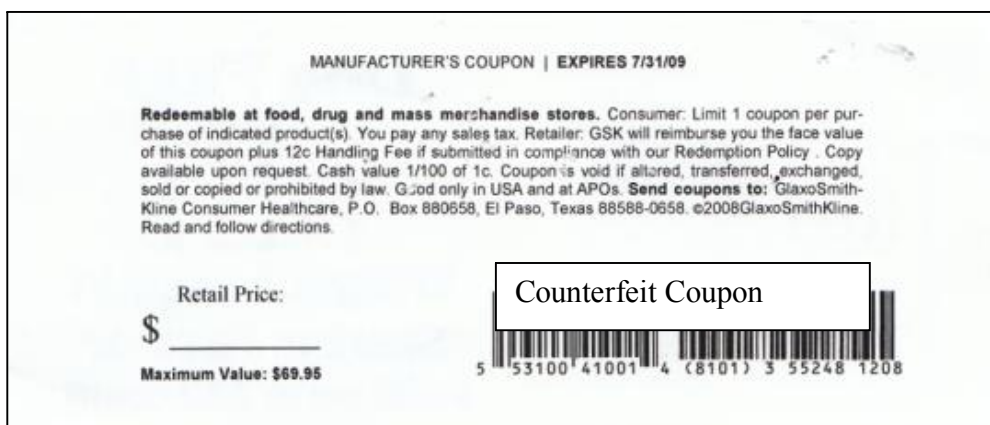 MANUFACTURER'S COUPON | EXPIRES 7/31/09
Redeemable at food, drug and mass merchandise stores. Consumer: Limit 1 coupon per pur-
chase of indicated product(s). You pay any sales tax. Retailer: GSK will reimburse you the face value
of this coupon plus 12c Handling Fee if submitted in compliance with our Redemption Policy . Copy
available upon request. Cash value 1/100 of 1c. Coupon is void if altered, transferred, exchanged,
sold or copied or prohibited by law. Good only in USA and at APOs. Send coupons to: GlaxoSmith-
Kline Consumer Healthcare, P.O. Box 880658, El Paso, Texas 88588-0658. ©2008GlaxoSmithKline.
Read and follow directions.
Retail Price:
$ ____________
Maximum Value: $69.95
Counterfeit Coupon
5 53100 41001 4 (8101) 3 55248 1208